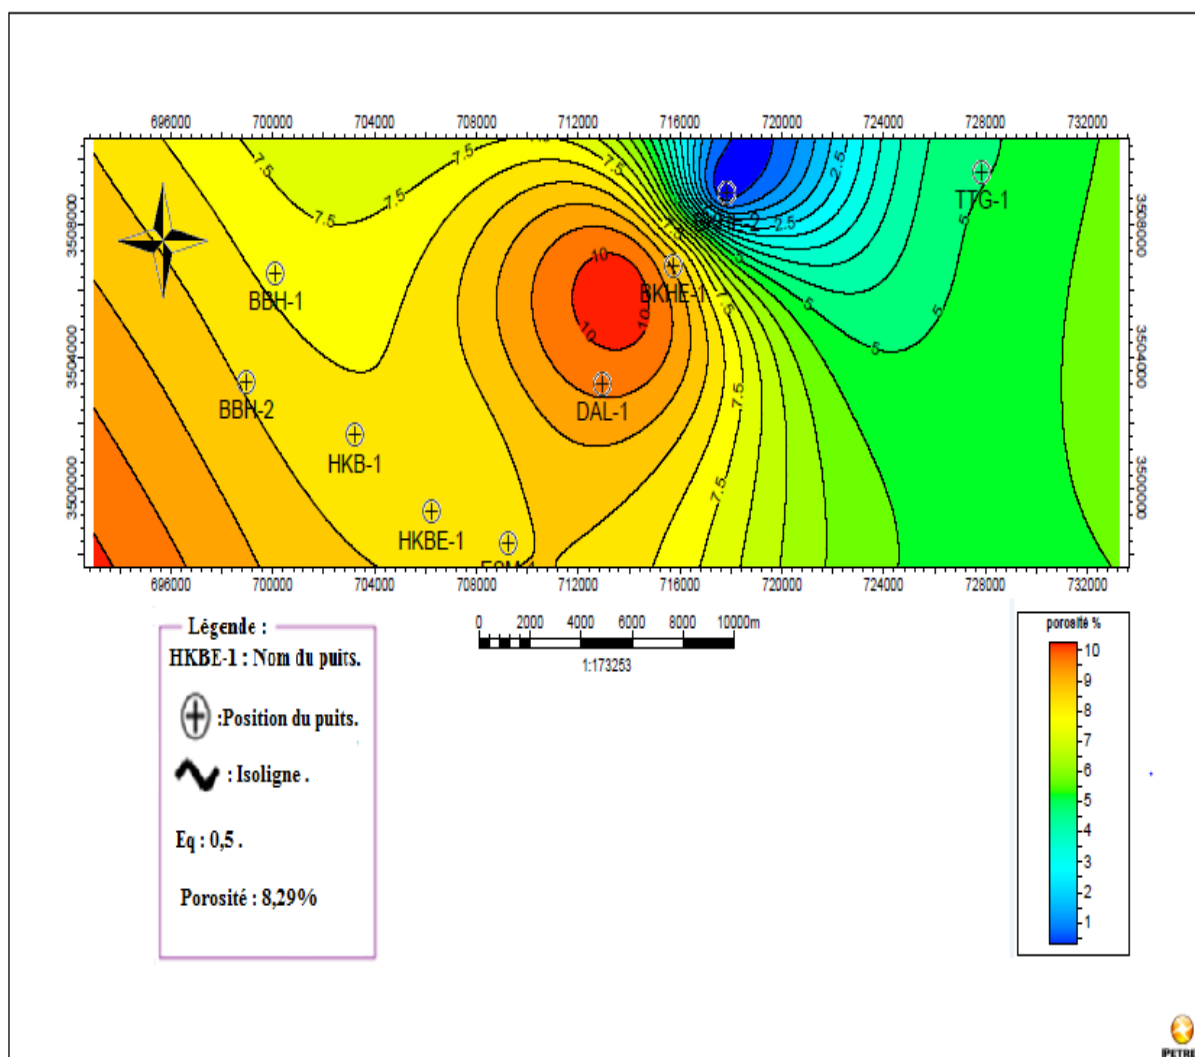 696000 700000 704000 708000 712000 716000 720000 724000 728000 732000
3508000 3504000 3500000
3508000 3504000 3500000
7.5 7.5 7.5 7.5 7.5 2.5
TTG-1
-2.5
BBH-1
10 BKHE-1
7.5
10 10
5 5 5
BBH-2
DAL-1
7.5
HKB-1
7.5
HKBE-1
696000 700000 704000 708000 712000 716000 720000 724000 728000 732000
0 2000 4000 6000 8000 10000m
1:173253
Légende :
HKBE-1 : Nom du puits.
:Position du puits.
: Isoligne .
Eq : 0,5 .
Porosité : 8,29%
porosité %
10
9
8
7
6
5
4
3
2
1